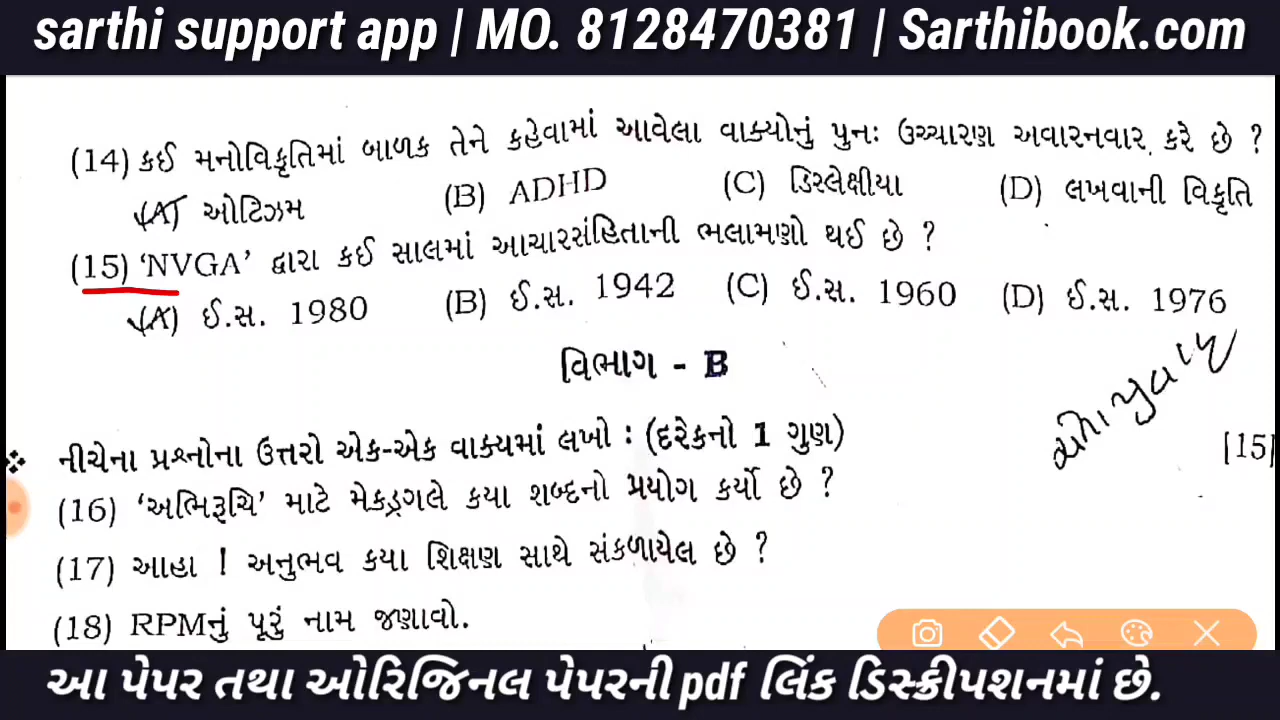 sarthi support app | MO. 8128470381 | Sarthibook.com
(14) કઈ મનોવિકૃતિમાં બાળક તેને કહેવામાં આવેલા વાક્યોનું પુનઃ ઉચ્ચારણ અવારનવાર કરે છે ?
(A) ઓટિઝમ (B) ADHD (C) ડિસ્લેક્ષીયા (D) લખવાની વિકૃતિ
(15) ‘NVGA’ દ્વારા કઈ સાલમાં આચારસંહિતાની ભલામણો થઈ છે ?
(A) ઈ.સ. 1980 (B) ઈ.સ. 1942 (C) ઈ.સ. 1960 (D) ઈ.સ. 1976
વિભાગ - B
નીચેના પ્રશ્નોના ઉત્તરો એક-એક વાક્યમાં લખો : (દરેકનો 1 ગુણ) [15]
(16) ‘અભિરૂચિ’ માટે મેકડ્રગલે કયા શબ્દનો પ્રયોગ કર્યો છે ?
(17) આહા ! અનુભવ કયા શિક્ષણ સાથે સંકળાયેલ છે ?
(18) RPMનું પૂરું નામ જણાવો.
આ પેપર તથા ઓરિજિનલ પેપરની pdf લિંક ડિસ્ક્રીપશનમાં છે.